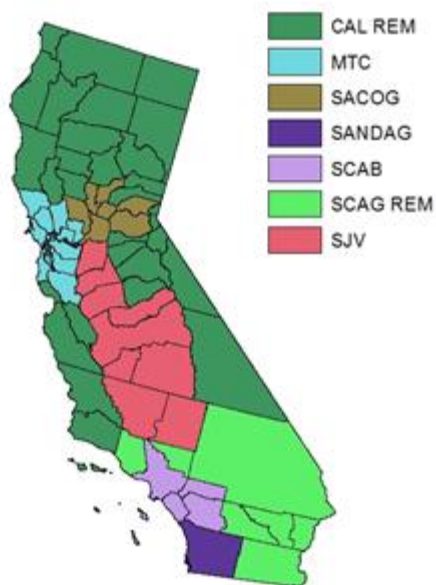 CAL REM
MTC
SACOG
SANDAG
SCAB
SCAG REM
SJV